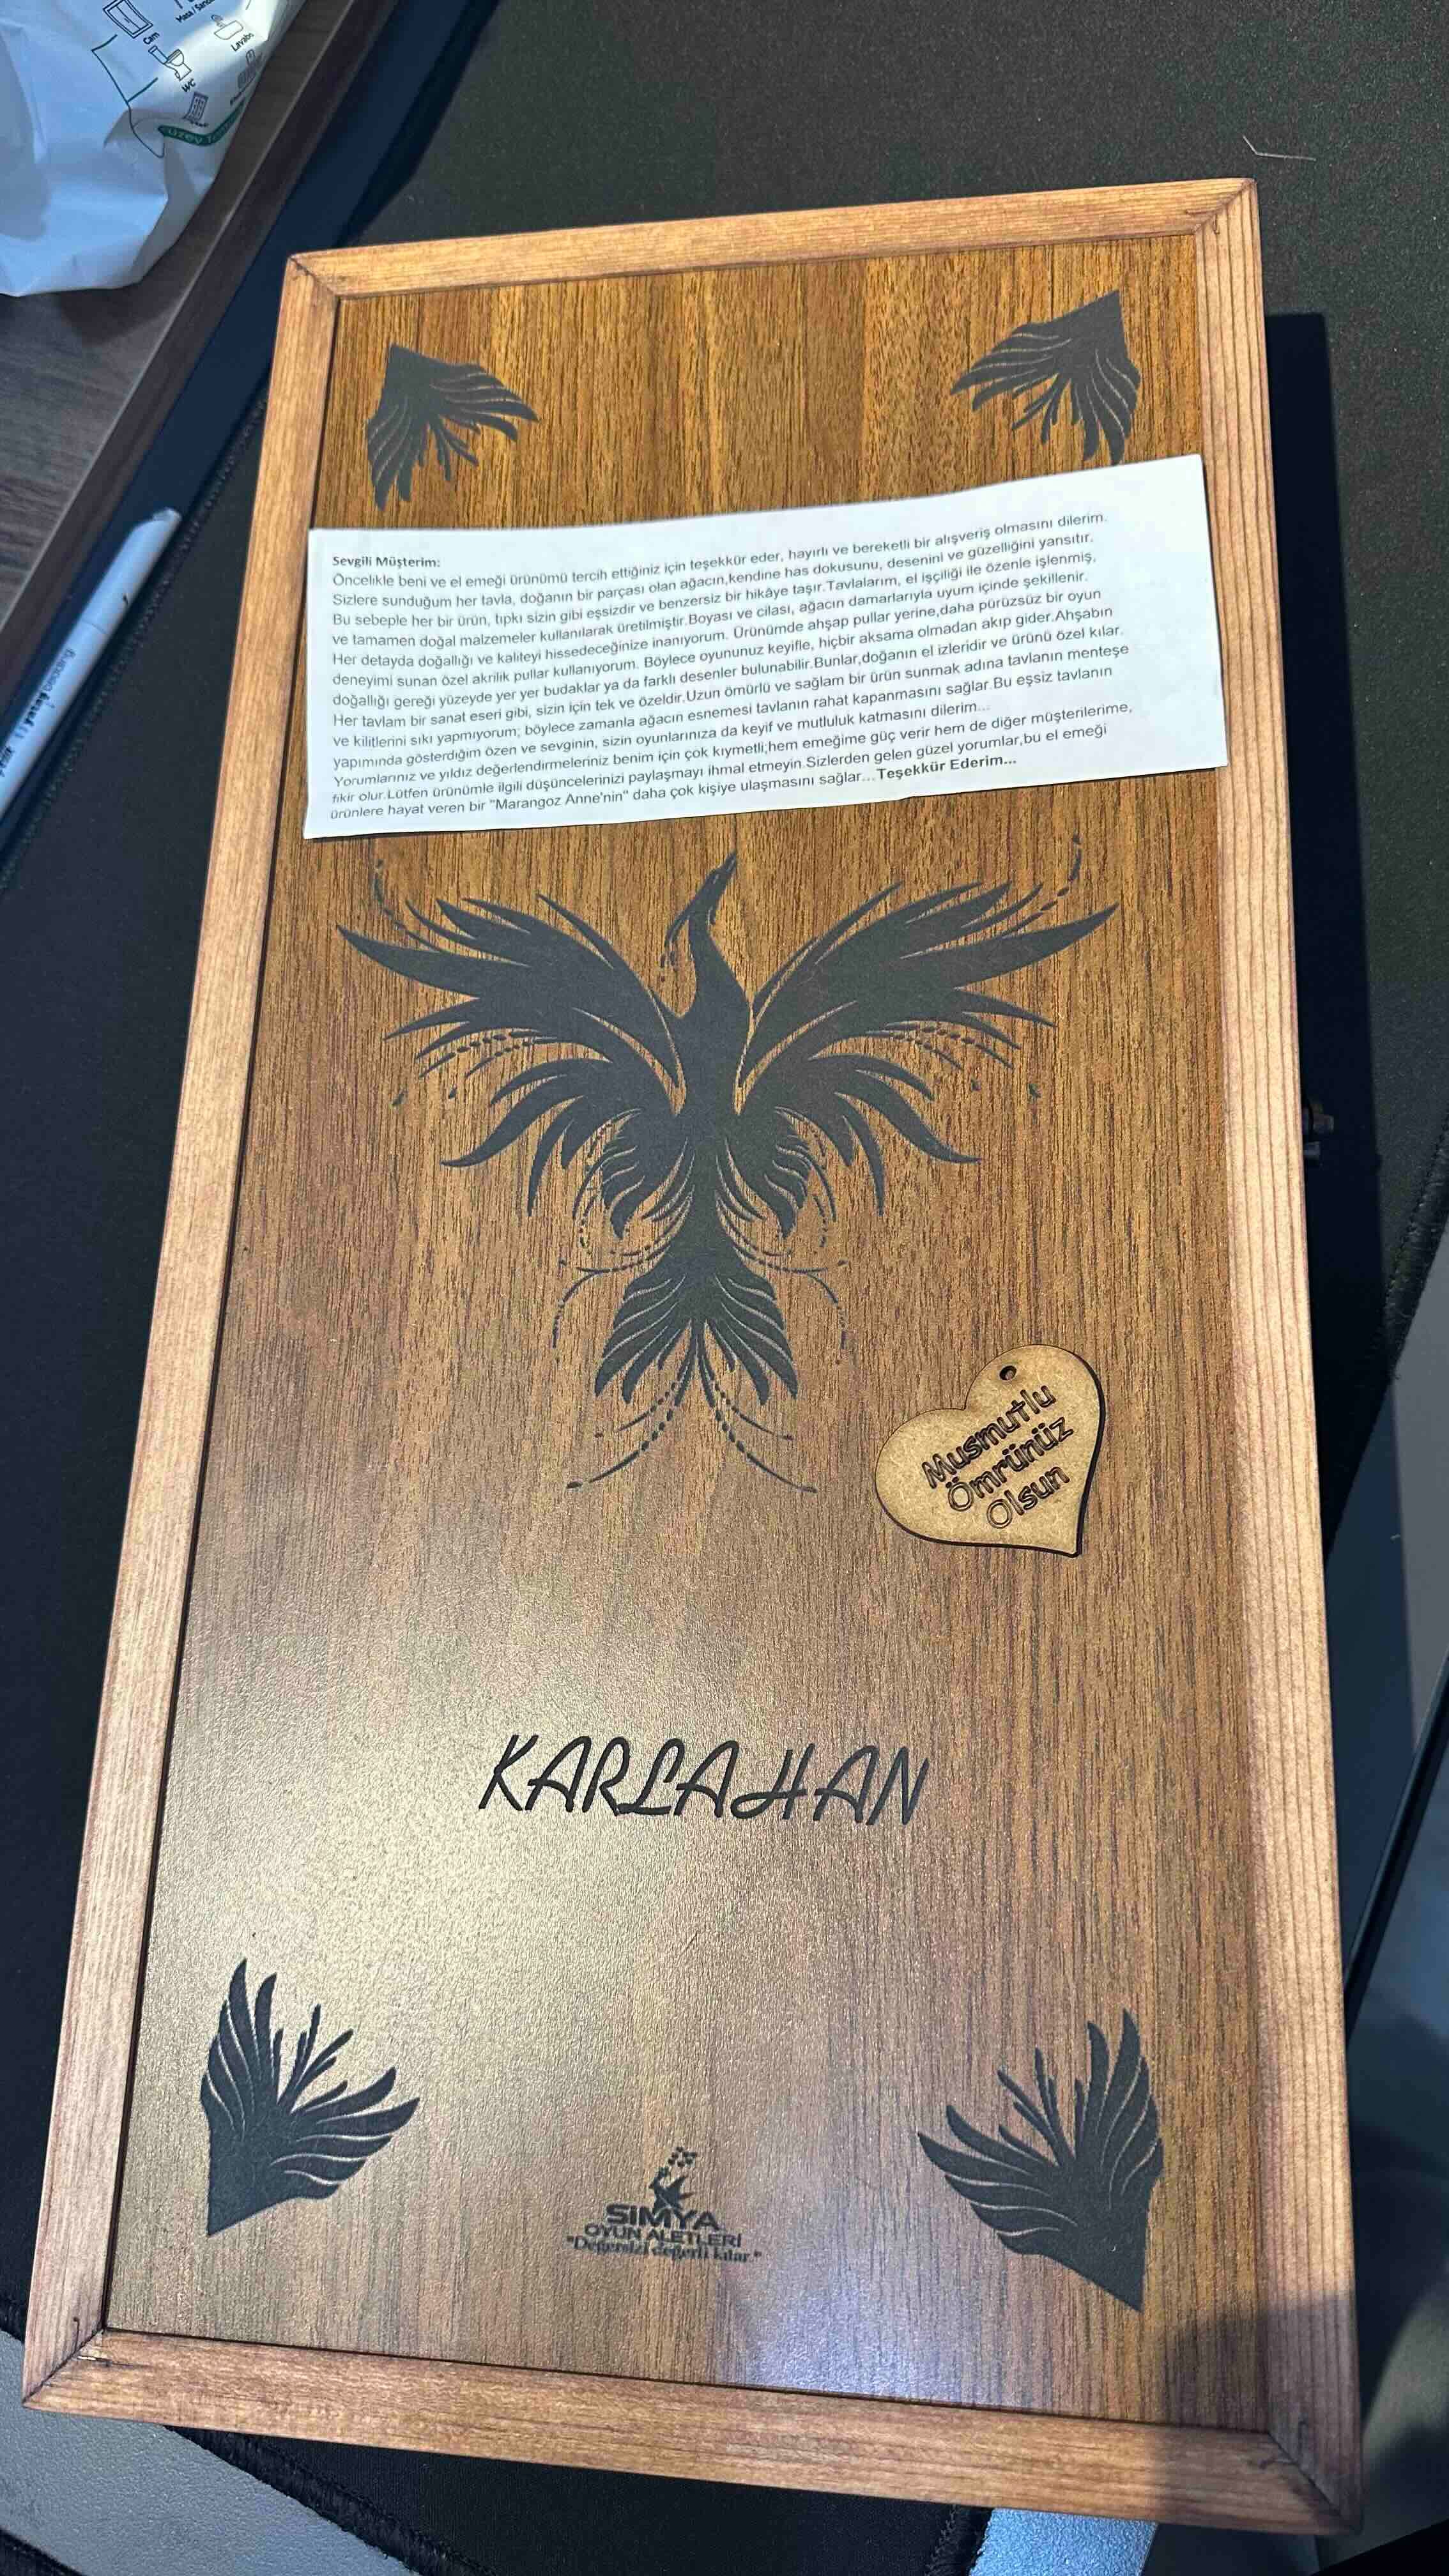 Cam
Masa / Sand
Lavabo
WC
Sevgili Müşterim:
Öncelikle beni ve el emeği ürünümü tercih ettiğiniz için teşekkür eder, hayırlı ve bereketli bir alışveriş olmasını dilerim.
Sizlere sunduğum her tavla, doğanın bir parçası olan ağacın,kendine has dokusunu, desenini ve güzelliğini yansıtır.
Bu sebeple her bir ürün, tıpkı sizin gibi eşsizdir ve benzersiz bir hikâye taşır.Tavlalarım, el işçiliği ile özenle işlenmiş,
ve tamamen doğal malzemeler kullanılarak üretilmiştir.Boyası ve cilası, ağacın damarlarıyla uyum içinde şekillenir.
Her detayda doğallığı ve kaliteyi hissedeceğinize inanıyorum. Ürünümde ahşap pullar yerine,daha pürüzsüz bir oyun
deneyimi sunan özel akrilik pullar kullanıyorum. Böylece oyununuz keyifle, hiçbir aksama olmadan akıp gider.Ahşabın
doğallığı gereği yüzeyde yer yer budaklar ya da farklı desenler bulunabilir.Bunlar,doğanın el izleridir ve ürünü özel kılar.
Her tavlam bir sanat eseri gibi, sizin için tek ve özeldir.Uzun ömürlü ve sağlam bir ürün sunmak adına tavlanın menteşe
ve kilitlerini sıkı yapmıyorum; böylece zamanla ağacın esnemesi tavlanın rahat kapanmasını sağlar.Bu eşsiz tavlanın
yapımında gösterdiğim özen ve sevginin, sizin oyunlarınıza da keyif ve mutluluk katmasını dilerim...
Yorumlarınız ve yıldız değerlendirmeleriniz benim için çok kıymetli;hem emeğime güç verir hem de diğer müşterilerime,
fikir olur.Lütfen ürünümle ilgili düşüncelerinizi paylaşmayı ihmal etmeyin.Sizlerden gelen güzel yorumlar,bu el emeği
ürünlere hayat veren bir "Marangoz Anne'nin" daha çok kişiye ulaşmasını sağlar...Teşekkür Ederim...
Musmutlu
Ömrünüz
Olsun
KARLAHAN
SİMYA
OYUN ALETLERİ
"Değersizi değerli kılar."
yataş bedding